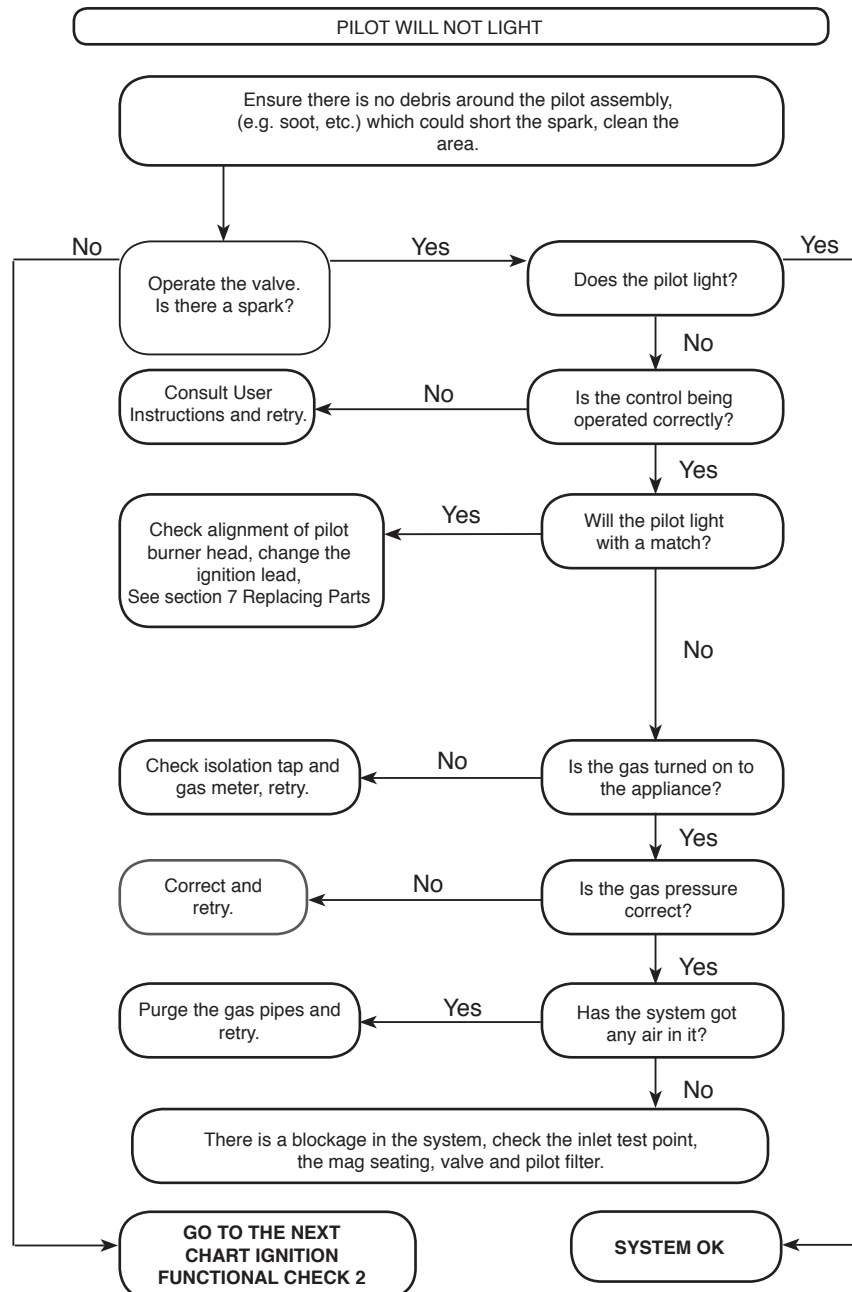 PILOT WILL NOT LIGHT
Ensure there is no debris around the pilot assembly,
(e.g. soot, etc.) which could short the spark, clean the
area.
No
Operate the valve.
Is there a spark?
Yes
Does the pilot light?
Yes
No
Consult User
Instructions and retry.
No
Is the control being
operated correctly?
Yes
Check alignment of pilot
burner head, change the
ignition lead,
See section 7 Replacing Parts
Yes
Will the pilot light
with a match?
No
Check isolation tap and
gas meter, retry.
No
Is the gas turned on to
the appliance?
Yes
Correct and
retry.
No
Is the gas pressure
correct?
Yes
Purge the gas pipes and
retry.
Yes
Has the system got
any air in it?
No
There is a blockage in the system, check the inlet test point,
the mag seating, valve and pilot filter.
GO TO THE NEXT
CHART IGNITION
FUNCTIONAL CHECK 2
SYSTEM OK